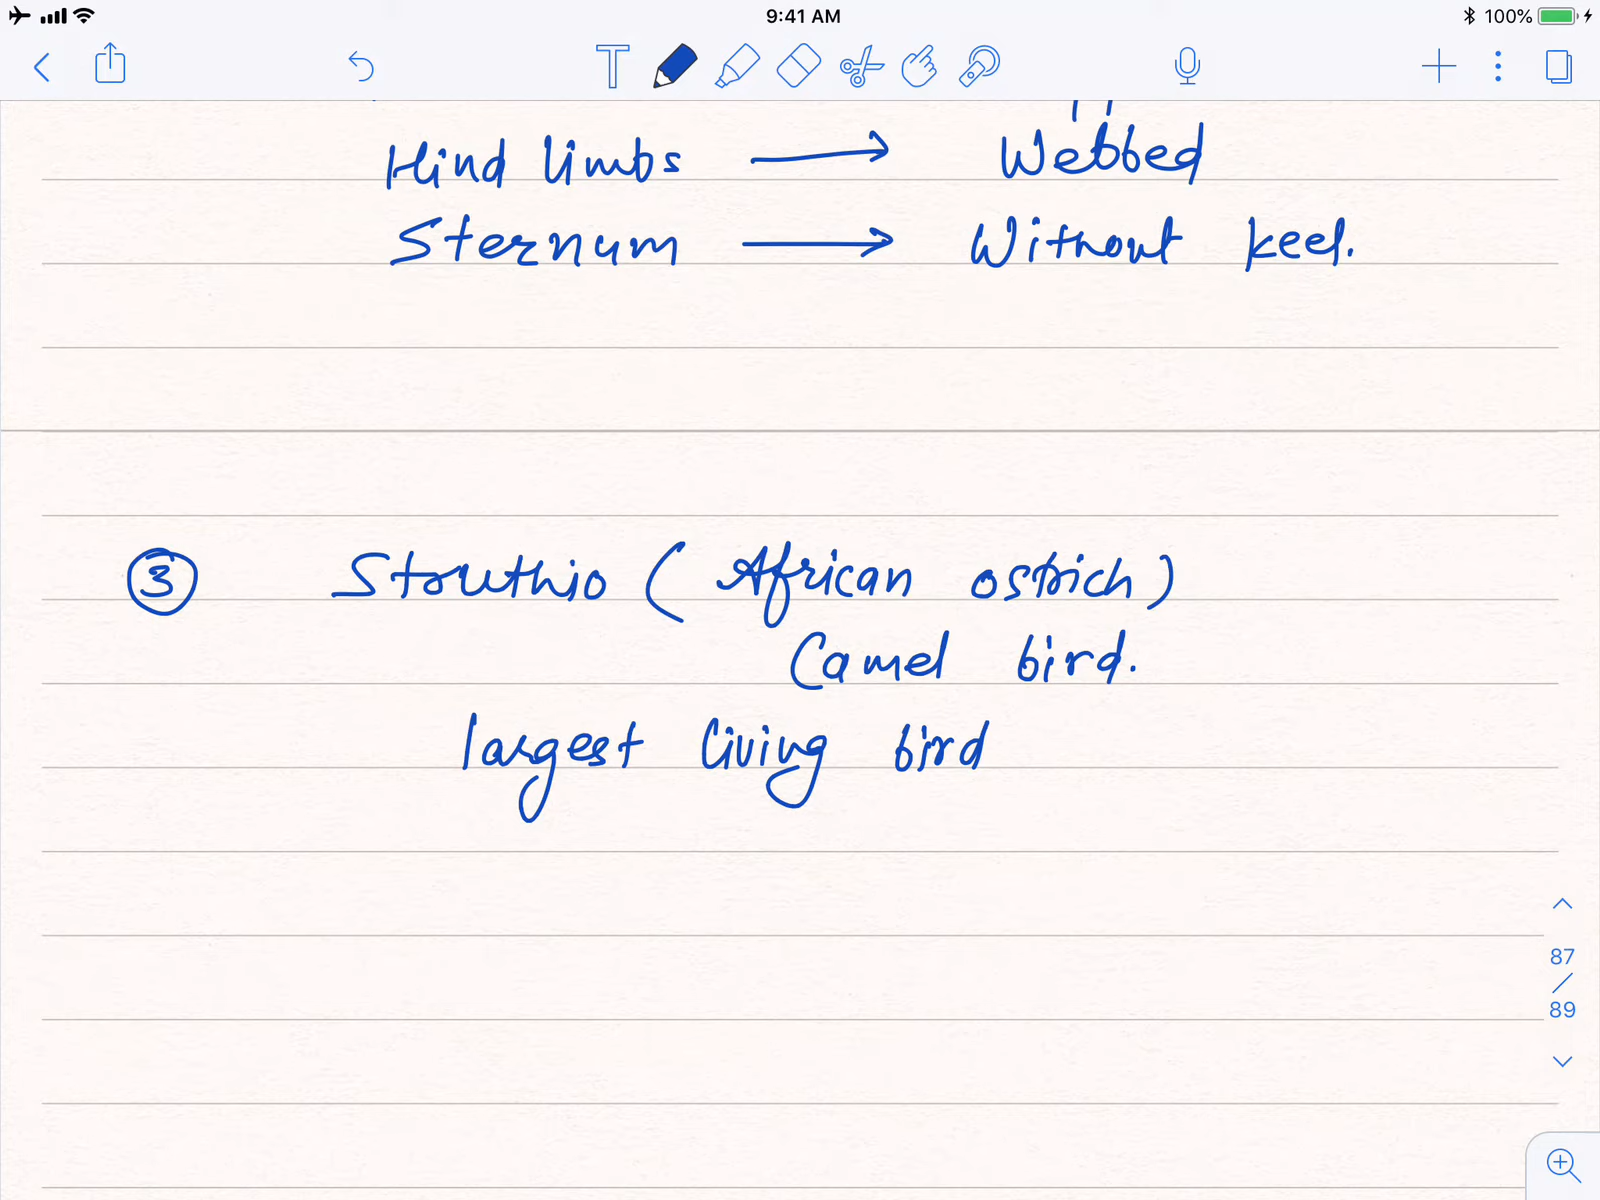 9:41 AM 100%
T
Hind limbs → Webbed
Sternum → Without keel.
③ Struthio (African ostrich)
Camel bird.
largest living bird
87
/
89